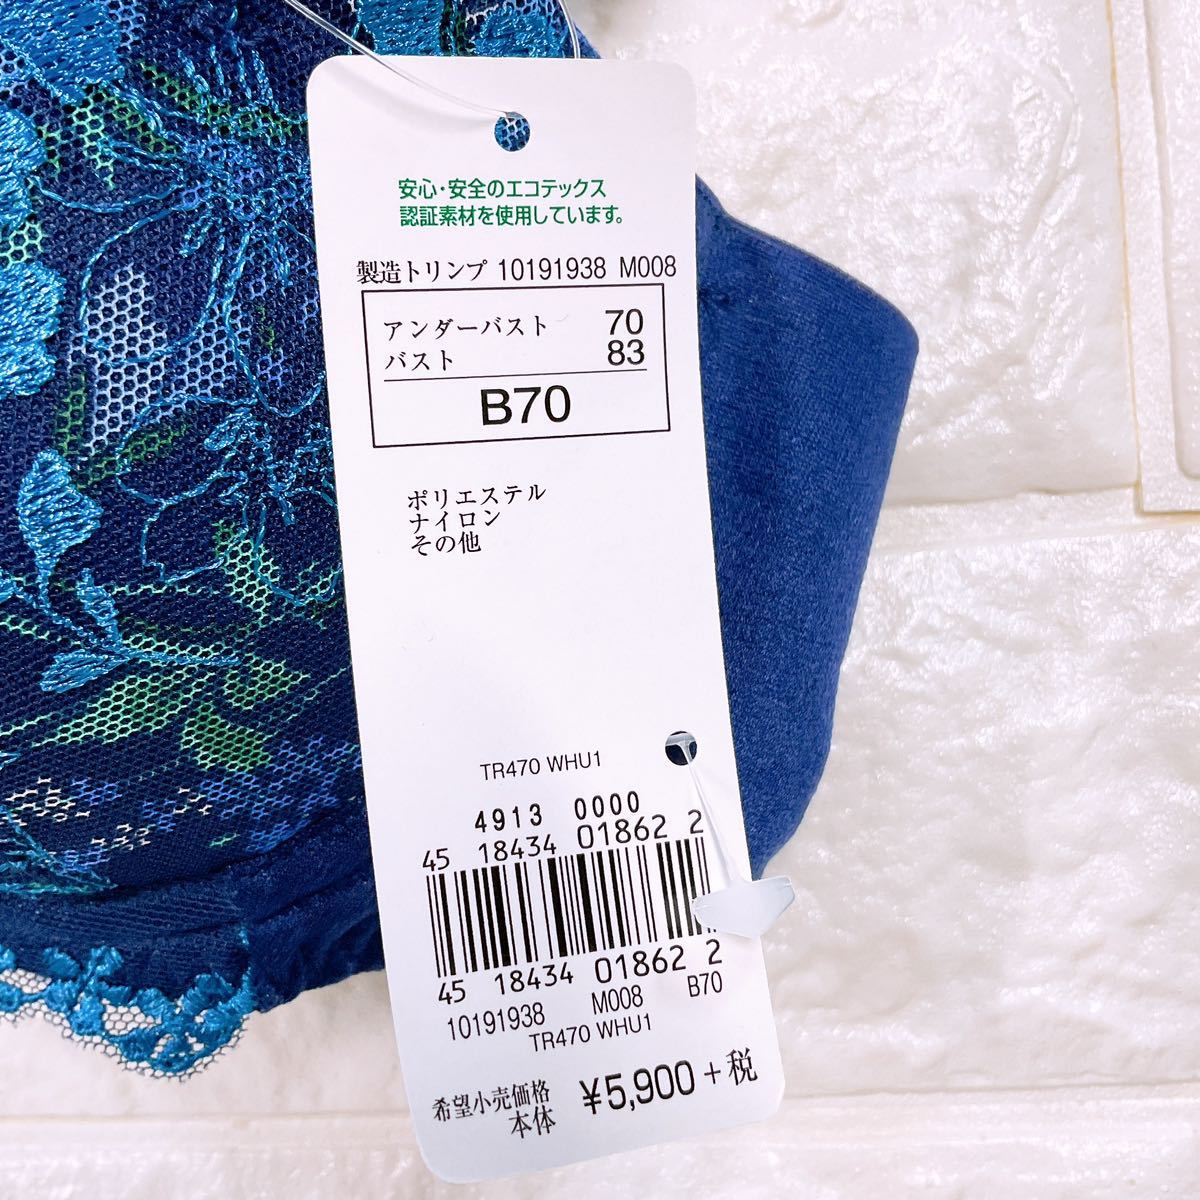 安心・安全のエコテックス
認証素材を使用しています。
製造トリンプ 10191938 M008
アンダーバスト 70
バスト 83
B70
ポリエステル
ナイロン
その他
TR470 WHU1
4913 0000
45 18434 01862 2
45 18434 01862 2
10191938 M008 B70
TR470 WHU1
希望小売価格 ¥5,900 + 税
本体